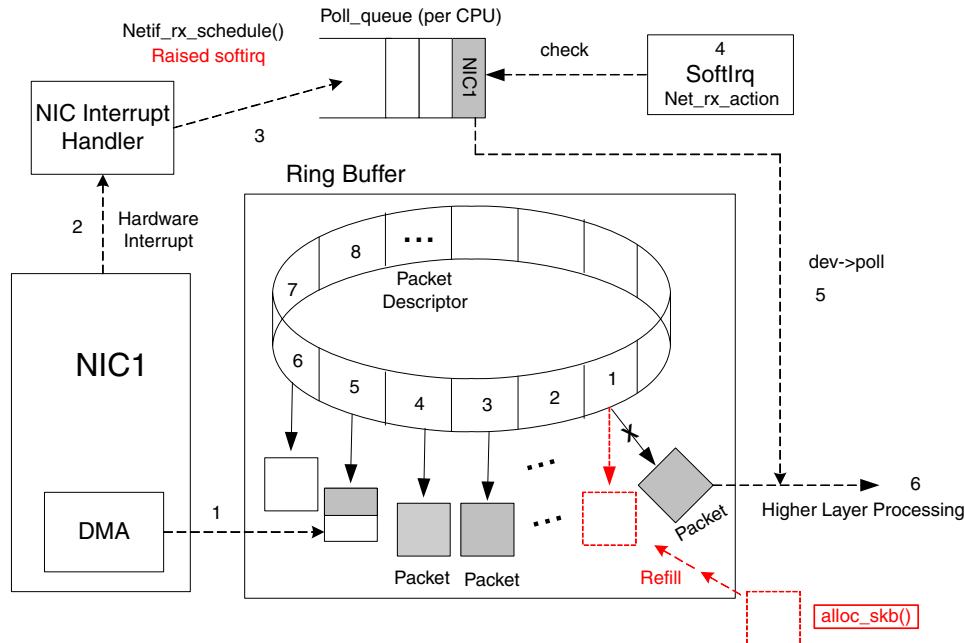 Poll_queue (per CPU)
Netif_rx_schedule()
Raised softirq
NIC1
check
4
SoftIrq
Net_rx_action
NIC Interrupt
Handler
3
Ring Buffer
2
Hardware
Interrupt
8
...
7
Packet
Descriptor
dev->poll
5
NIC1
6
5
4
3
2
1
X
...
DMA
1
...
Packet
Packet
Packet
6
Higher Layer Processing
Refill
alloc_skb()